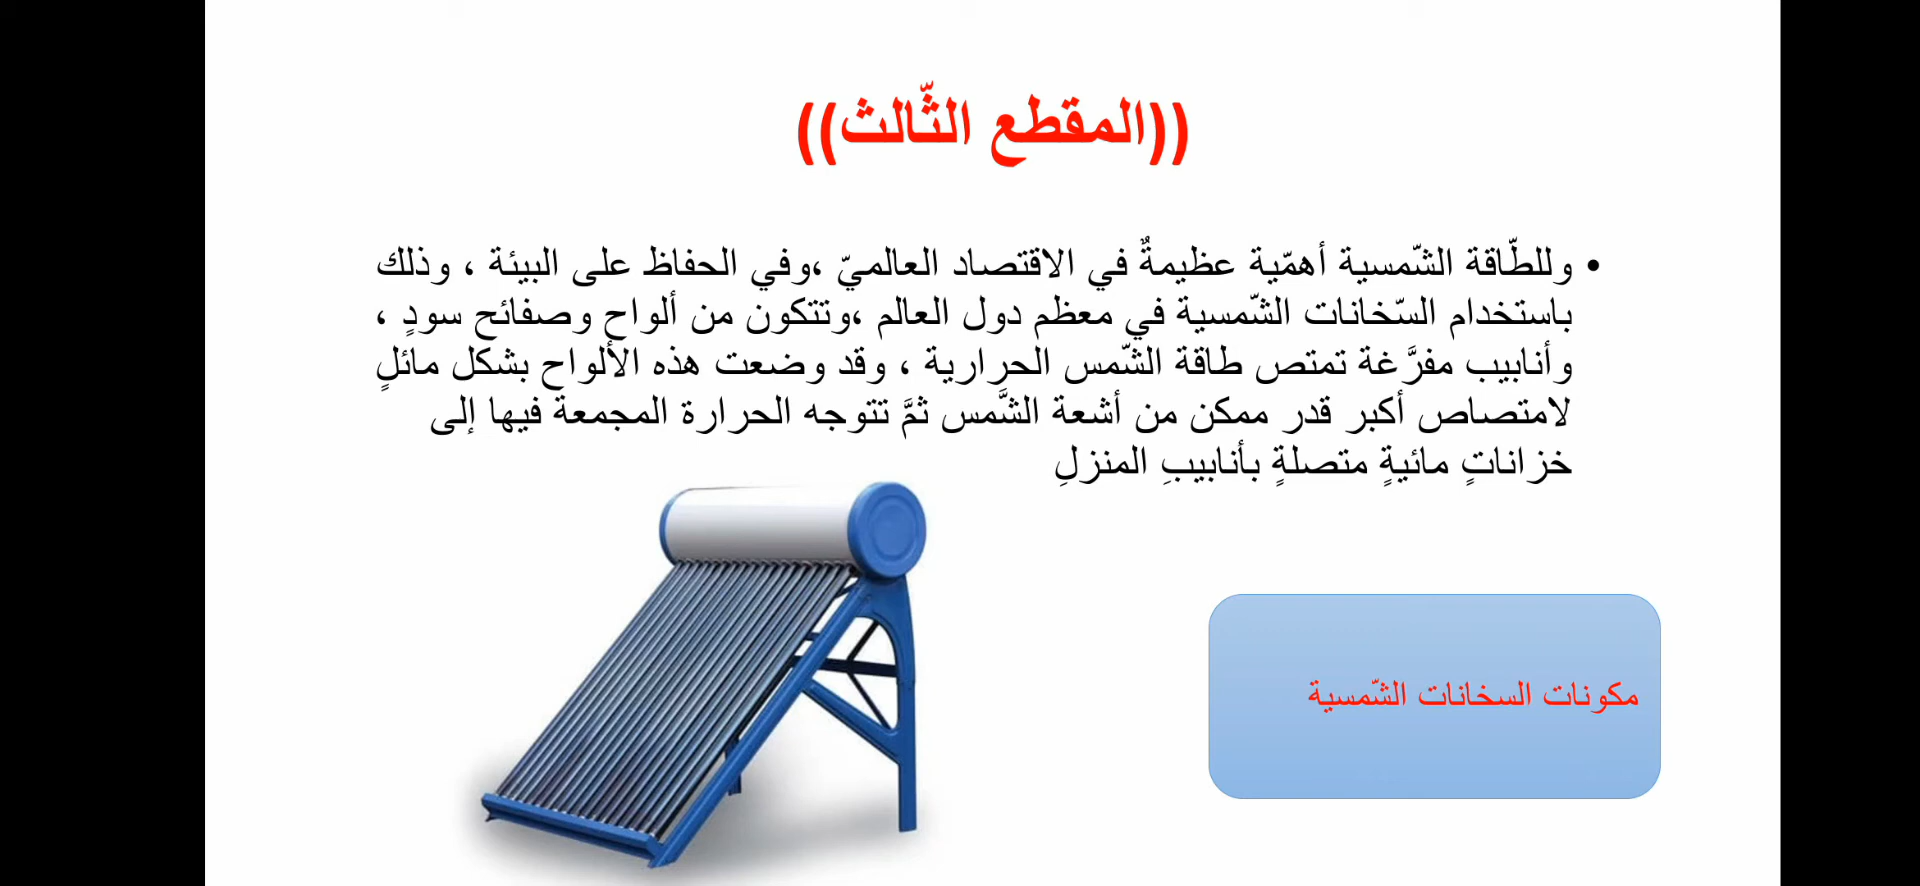 ((المقطع الثّالث))
• وللطّاقة الشّمسية أهمّية عظيمةٌ في الاقتصاد العالميّ ،وفي الحفاظ على البيئة ، وذلك
باستخدام السّخانات الشّمسية في معظم دول العالم ،وتتكون من ألواح وصفائح سودٍ ،
وأنابيب مفرَّغة تمتص طاقة الشّمس الحرارية ، وقد وضعت هذه الألواح بشكل مائلٍ
لامتصاص أكبر قدر ممكن من أشعة الشَّمس ثمَّ تتوجه الحرارة المجمعة فيها إلى
خزاناتٍ مائيةٍ متصلةٍ بأنابيبِ المنزلِ
مكونات السخانات الشّمسية